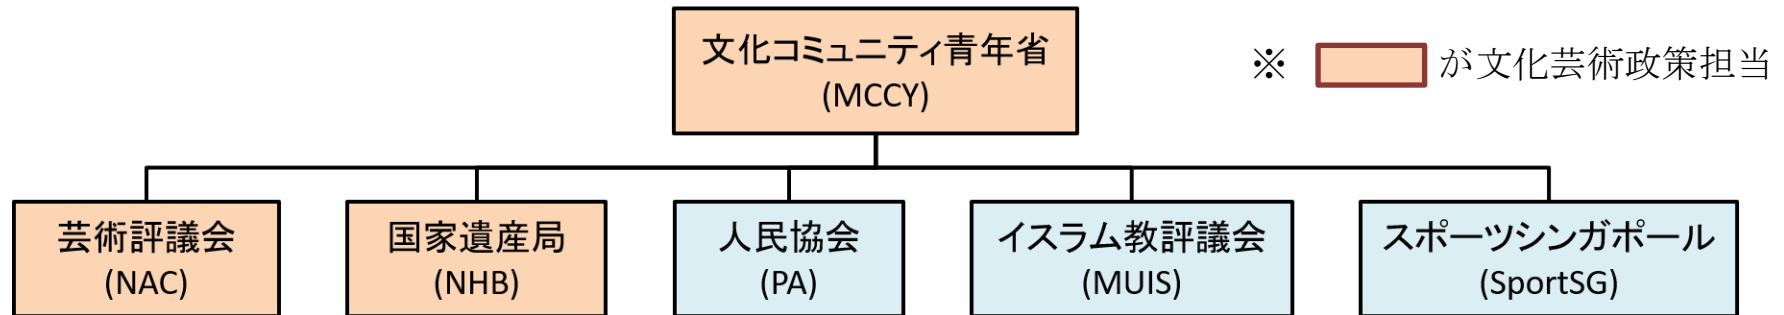 文化コミュニティ青年省
(MCCY)
※ が文化芸術政策担当
芸術評議会
(NAC)
国家遺産局
(NHB)
人民協会
(PA)
イスラム教評議会
(MUIS)
スポーツシンガポール
(SportSG)